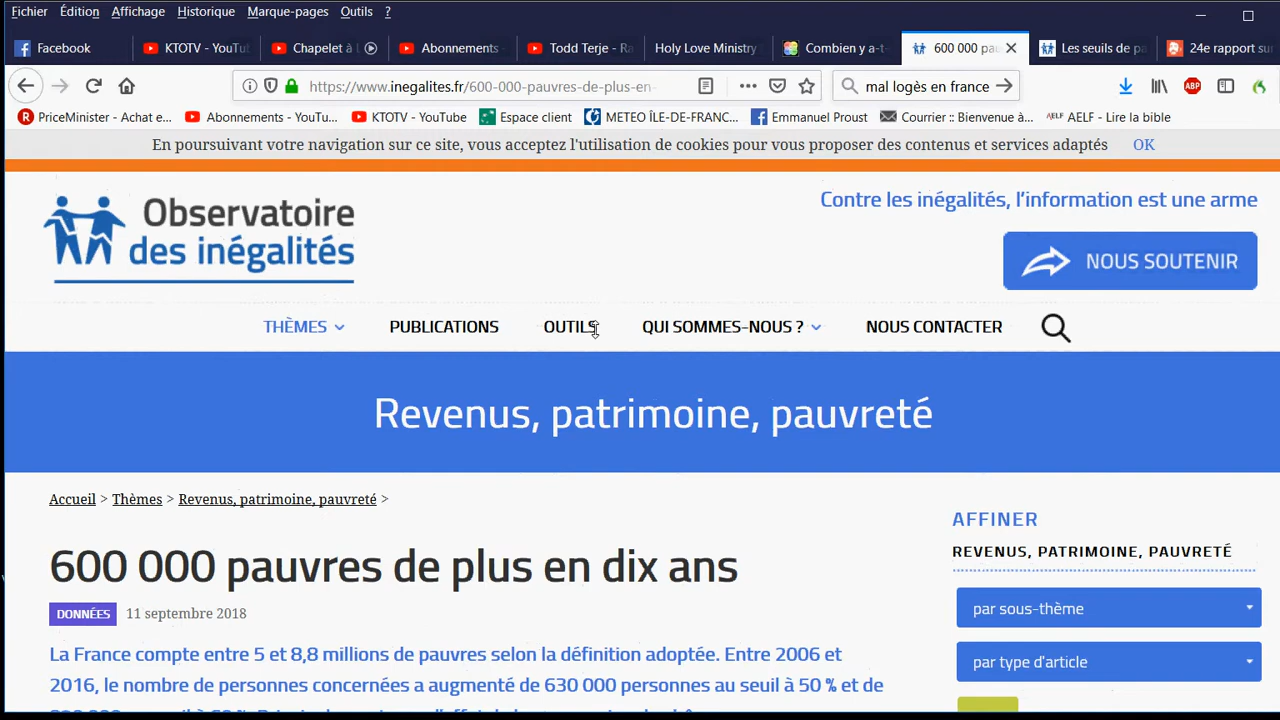 Fichier Édition Affichage Historique Marque-pages Outils ?
Facebook KTOTV - YouTu Chapelet à L Abonnements - Todd Terje - Ra Holy Love Ministry Combien y a-t- 600 000 pau 24e rapport su Les seuils de pa
https://www.inegalites.fr/600-000-pauvres-de-plus-en- mal logès en france ABP
PriceMinister - Achat e... Abonnements - YouTu... KTOTV - YouTube Espace client METEO ÎLE-DE-FRANC... Emmanuel Proust Courrier :: Bienvenue à... AELF AELF - Lire la bible
En poursuivant votre navigation sur ce site, vous acceptez l'utilisation de cookies pour vous proposer des contenus et services adaptés OK
Observatoire
des inégalités
Contre les inégalités, l'information est une arme
NOUS SOUTENIR
THÈMES PUBLICATIONS OUTILS QUI SOMMES-NOUS ? NOUS CONTACTER
Revenus, patrimoine, pauvreté
Accueil > Thèmes > Revenus, patrimoine, pauvreté >
600 000 pauvres de plus en dix ans
DONNÉES 11 septembre 2018
La France compte entre 5 et 8,8 millions de pauvres selon la définition adoptée. Entre 2006 et
2016, le nombre de personnes concernées a augmenté de 630 000 personnes au seuil à 50 % et de
AFFINER
REVENUS, PATRIMOINE, PAUVRETÉ
par sous-thème
par type d'article